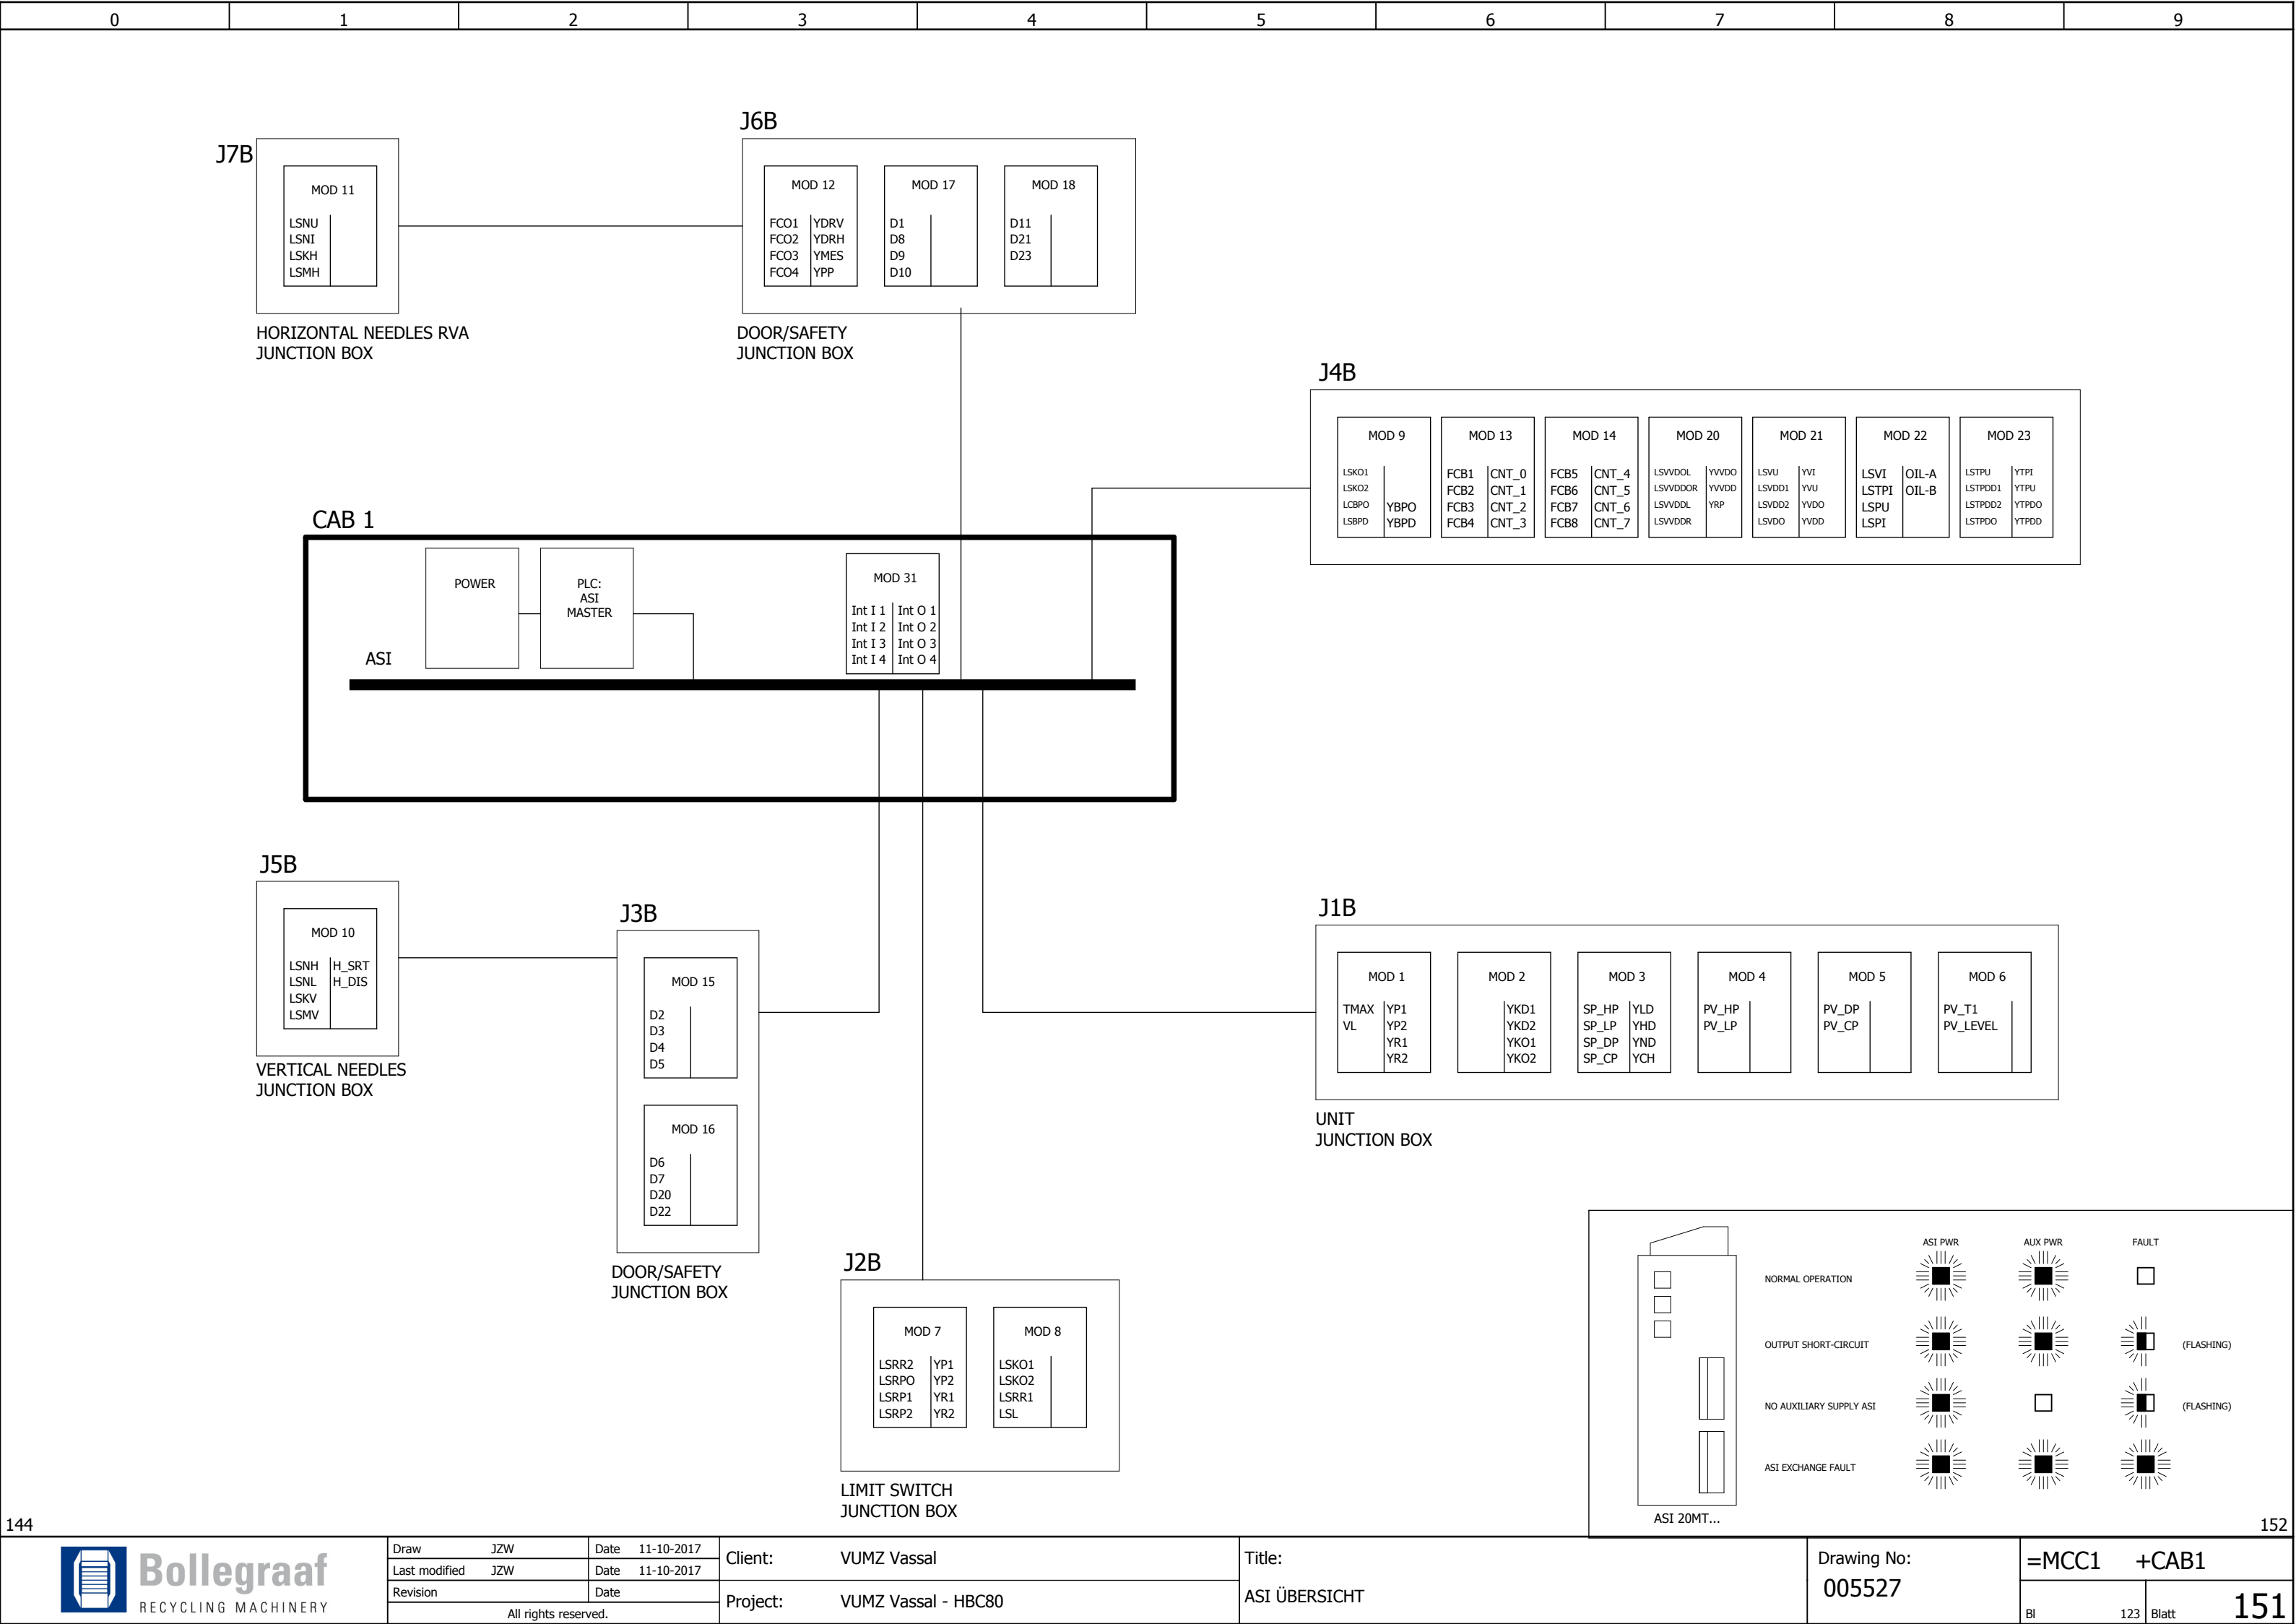 0 1 2 3 4 5 6 7 8 9
J7B
MOD 11
LSNU
LSNI
LSKH
LSMH
HORIZONTAL NEEDLES RVA
JUNCTION BOX
J6B
MOD 12
FCO1 YDRV
FCO2 YDRH
FCO3 YMES
FCO4 YPP
MOD 17
D1
D8
D9
D10
MOD 18
D11
D21
D23
DOOR/SAFETY
JUNCTION BOX
J4B
MOD 9
LSKO1
LSKO2
LCBPO YBPO
LSBPD YBPD
MOD 13
FCB1 CNT_0
FCB2 CNT_1
FCB3 CNT_2
FCB4 CNT_3
MOD 14
FCB5 CNT_4
FCB6 CNT_5
FCB7 CNT_6
FCB8 CNT_7
MOD 20
LSVVDOL YVVDO
LSVVDDOR YVVDD
LSVVDDL YRP
LSVVDDR
MOD 21
LSVU YVI
LSVDD1 YVU
LSVDD2 YVDO
LSVDO YVDD
MOD 22
LSVI OIL-A
LSTPI OIL-B
LSPU
LSPI
MOD 23
LSTPU YTPI
LSTPDD1 YTPU
LSTPDD2 YTPDO
LSTPDO YTPDD
CAB 1
POWER
PLC:
ASI
MASTER
MOD 31
Int I 1 Int O 1
Int I 2 Int O 2
Int I 3 Int O 3
Int I 4 Int O 4
ASI
J5B
MOD 10
LSNH H_SRT
LSNL H_DIS
LSKV
LSMV
VERTICAL NEEDLES
JUNCTION BOX
J3B
MOD 15
D2
D3
D4
D5
MOD 16
D6
D7
D20
D22
DOOR/SAFETY
JUNCTION BOX
J2B
MOD 7
LSRR2 YP1
LSRPO YP2
LSRP1 YR1
LSRP2 YR2
MOD 8
LSKO1
LSKO2
LSRR1
LSL
LIMIT SWITCH
JUNCTION BOX
J1B
MOD 1
TMAX YP1
VL YP2
YR1
YR2
MOD 2
YKD1
YKD2
YKO1
YKO2
MOD 3
SP_HP YLD
SP_LP YHD
SP_DP YND
SP_CP YCH
MOD 4
PV_HP
PV_LP
MOD 5
PV_DP
PV_CP
MOD 6
PV_T1
PV_LEVEL
UNIT
JUNCTION BOX
ASI PWR AUX PWR FAULT
NORMAL OPERATION
OUTPUT SHORT-CIRCUIT (FLASHING)
NO AUXILIARY SUPPLY ASI (FLASHING)
ASI EXCHANGE FAULT
ASI 20MT...
144
152
Bollegraaf
RECYCLING MACHINERY
Draw JZW Date 11-10-2017
Last modified JZW Date 11-10-2017
Revision Date
All rights reserved.
Client: VUMZ Vassal
Project: VUMZ Vassal - HBC80
Title:
ASI ÜBERSICHT
Drawing No:
005527
=MCC1 +CAB1
Bl 123 Blatt 151